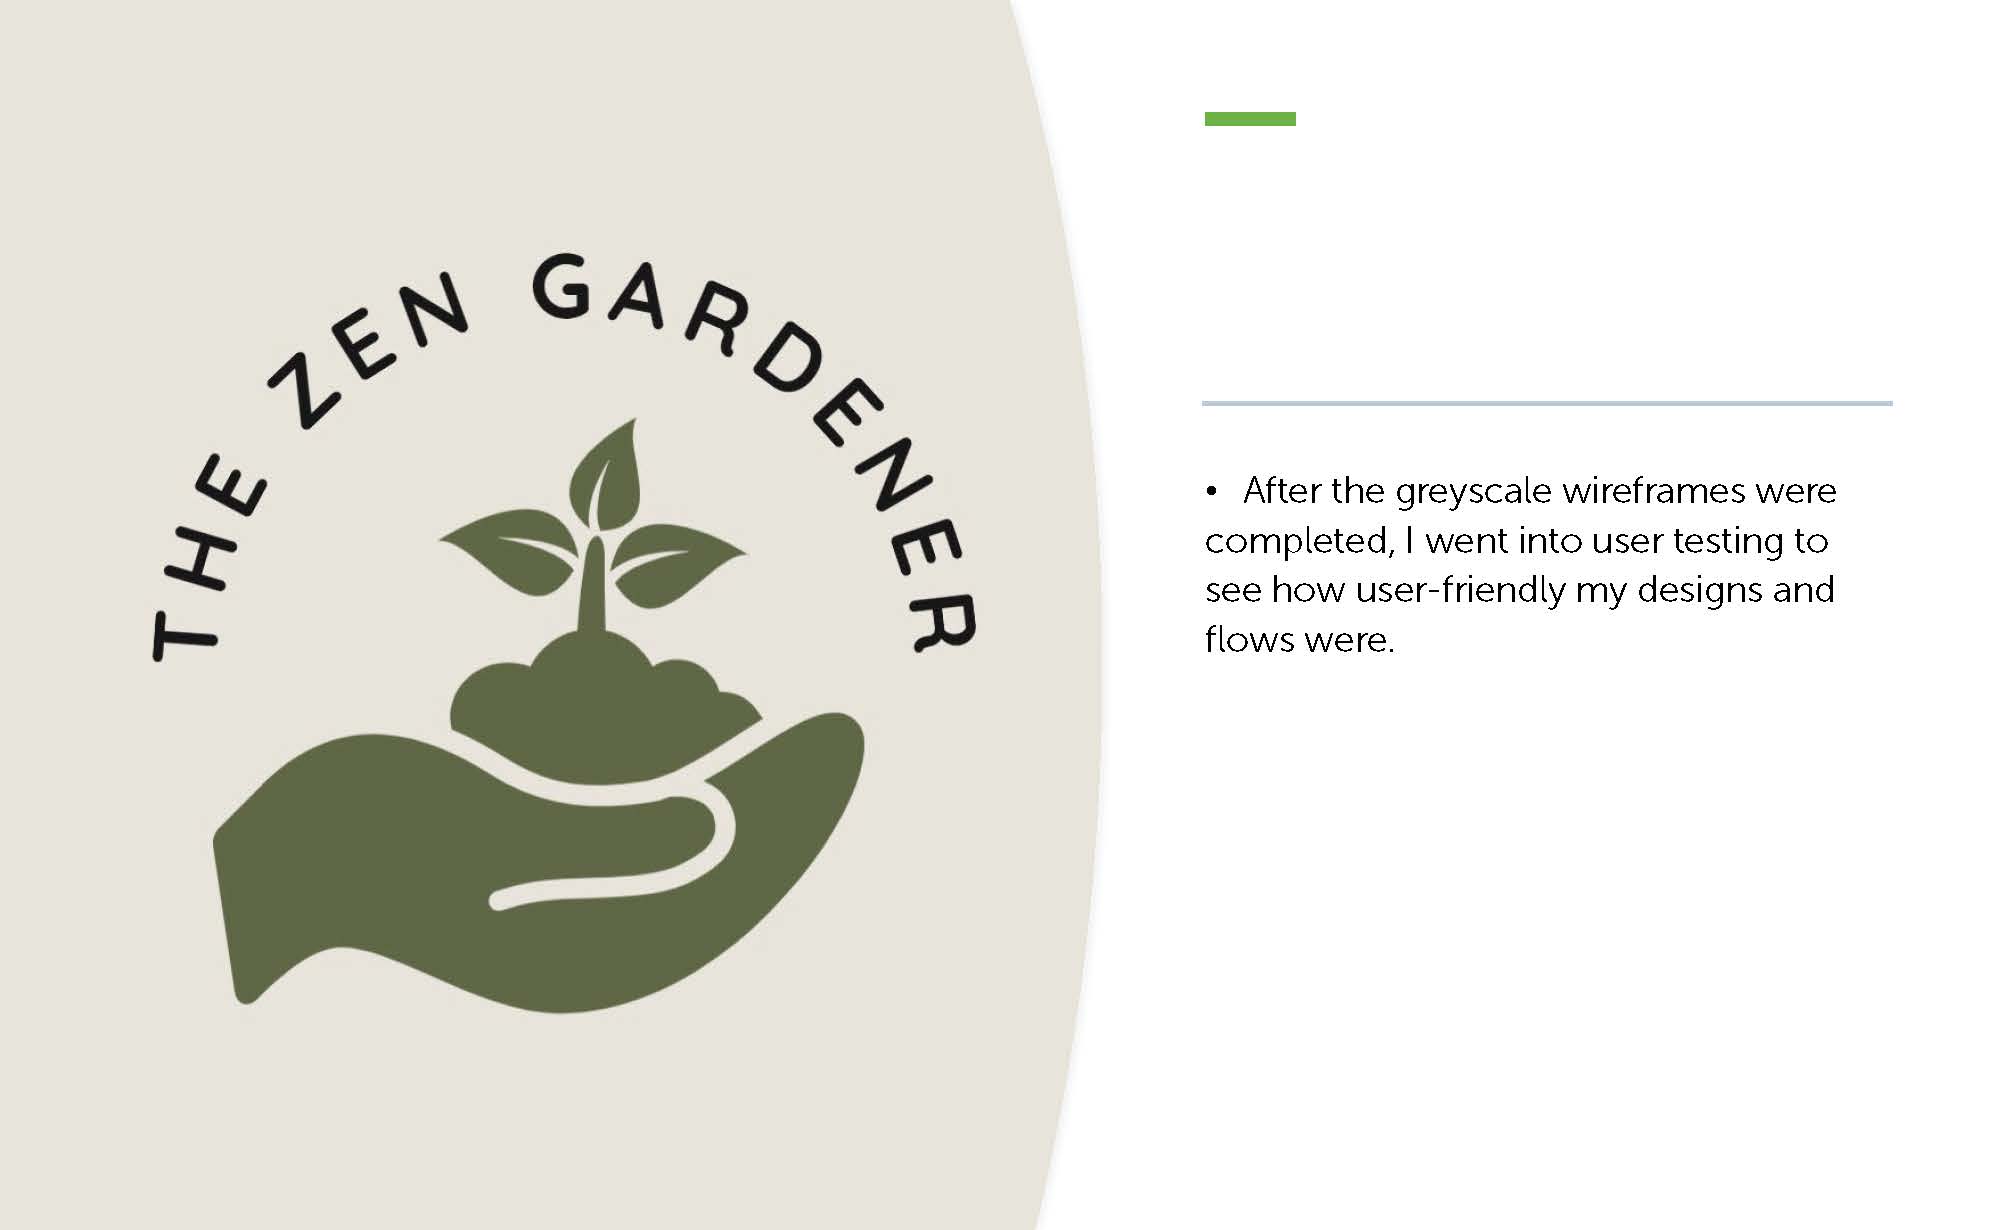 THE ZEN GARDENER
• After the greyscale wireframes were
completed, I went into user testing to
see how user-friendly my designs and
flows were.